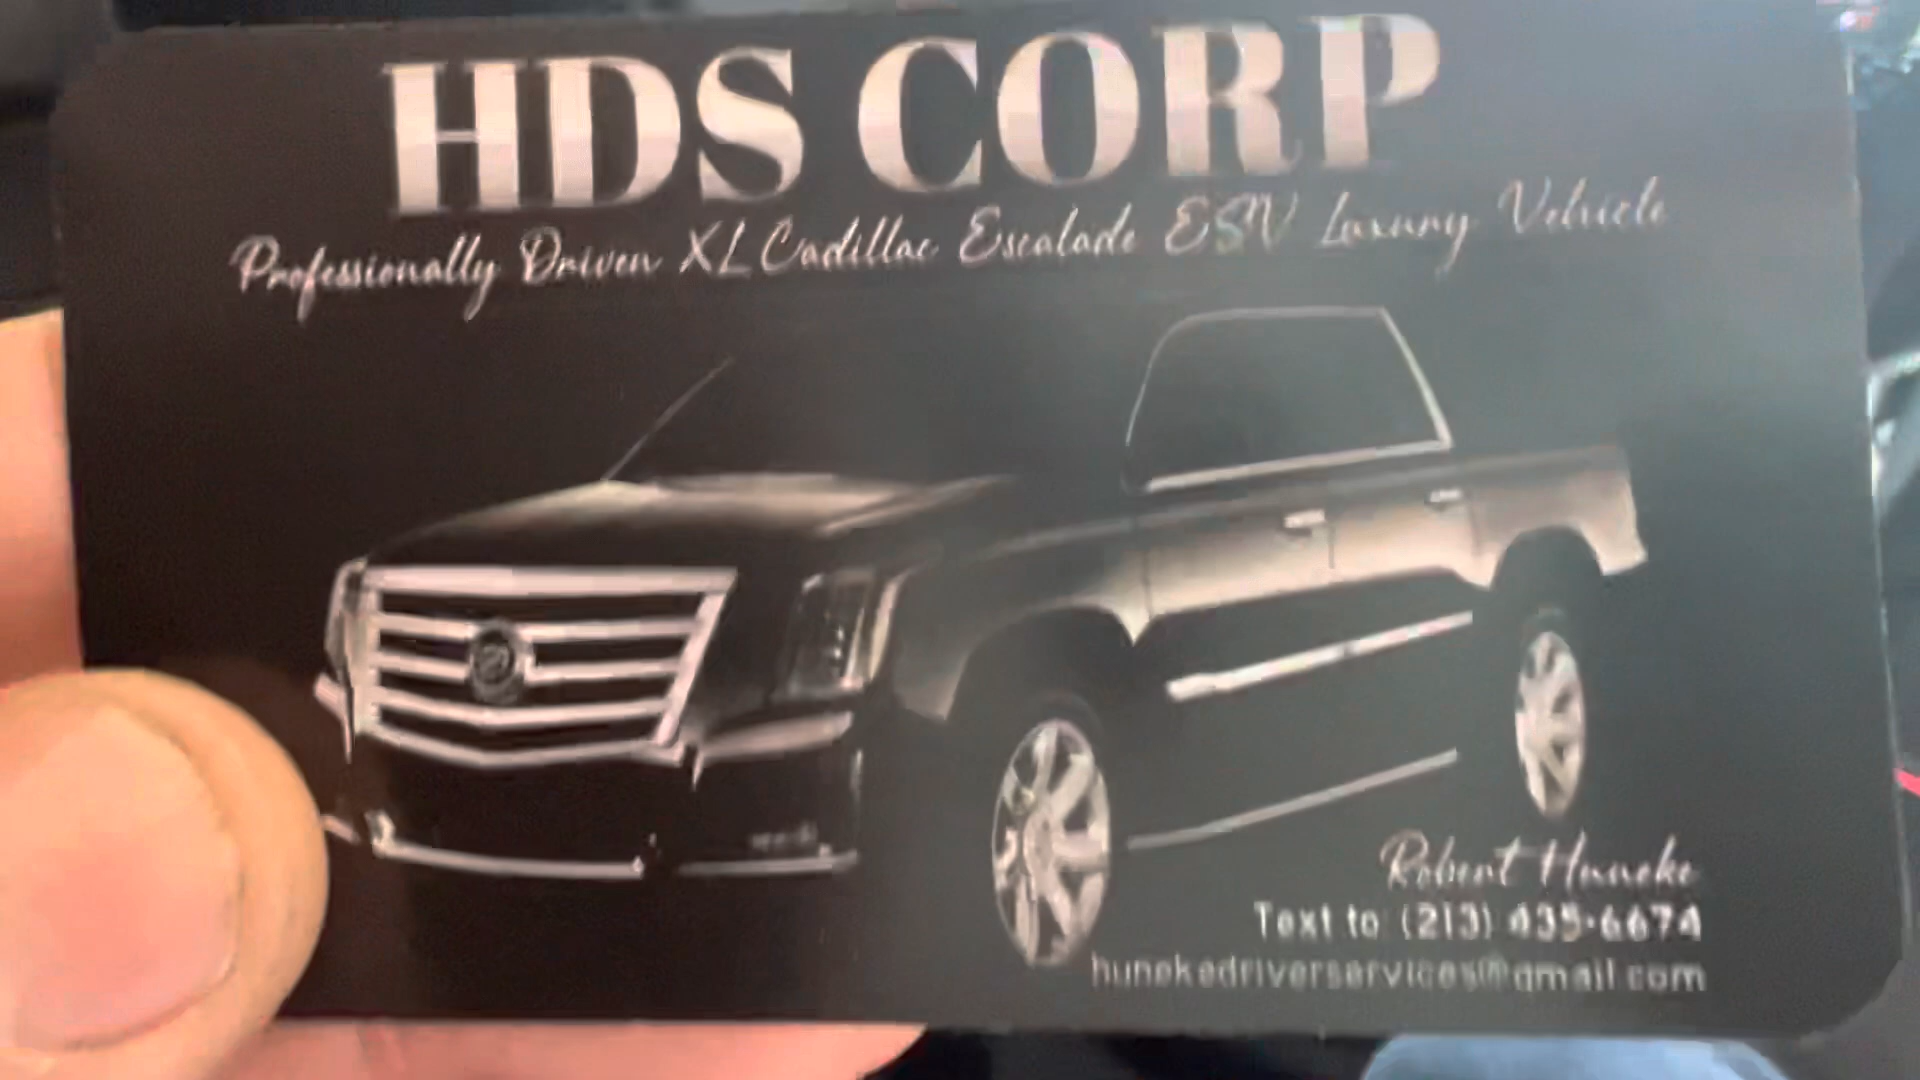 HDS CORP
Professionally Driven XL Cadillac Escalade ESV Luxury Vehicle
Robert Huneke
Text to (213) 435-6674
hunekedriverservices@gmail.com